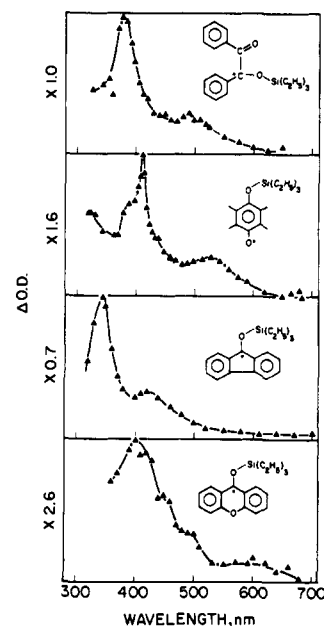 X 1.0
O
O
Si(C₂H₅)₃
X 1.6
Si(C₂H₅)₃
O
O•
Δ O.D.
X 0.7
Si(C₂H₅)₃
O
X 2.6
Si(C₂H₅)₃
O
O
300 400 500 600 700
WAVELENGTH, nm